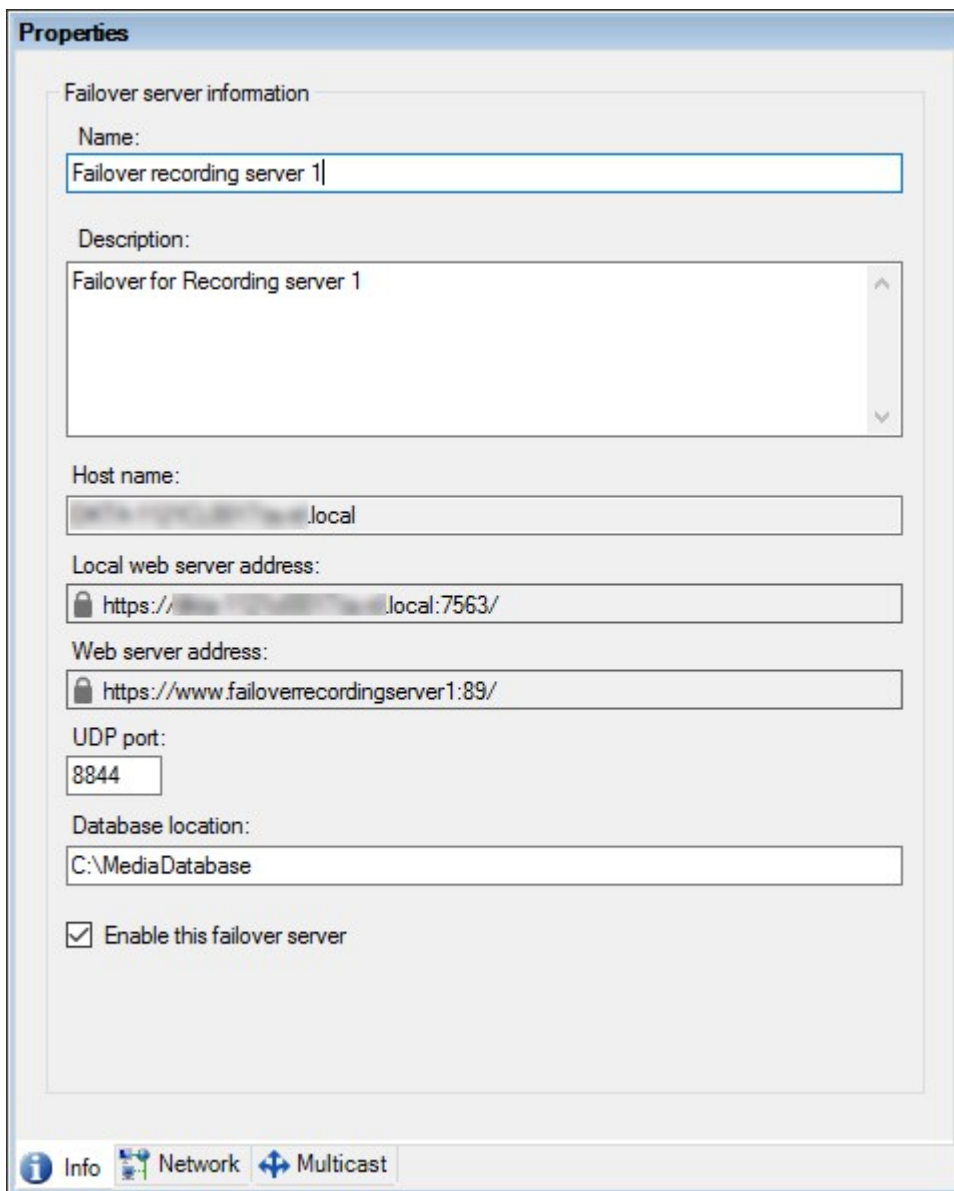 Properties
Failover server information
Name:
Failover recording server 1
Description:
Failover for Recording server 1
Host name:
.local
Local web server address:
https:// .local:7563/
Web server address:
https://www.failoverrecordingserver1:89/
UDP port:
8844
Database location:
C:\MediaDatabase
Enable this failover server
Info Network Multicast